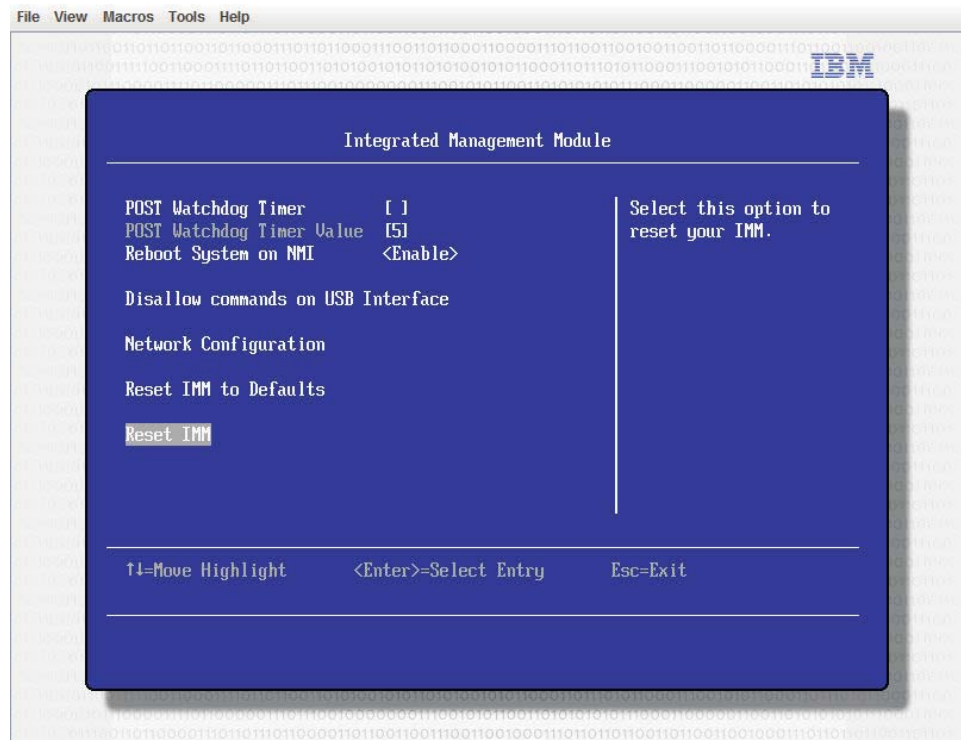 File View Macros Tools Help
IBM
Integrated Management Module
POST Watchdog Timer [ ]
POST Watchdog Timer Value [5]
Reboot System on NMI <Enable>
Disallow commands on USB Interface
Network Configuration
Reset IMM to Defaults
Reset IMM
Select this option to
reset your IMM.
↑↓=Move Highlight <Enter>=Select Entry Esc=Exit